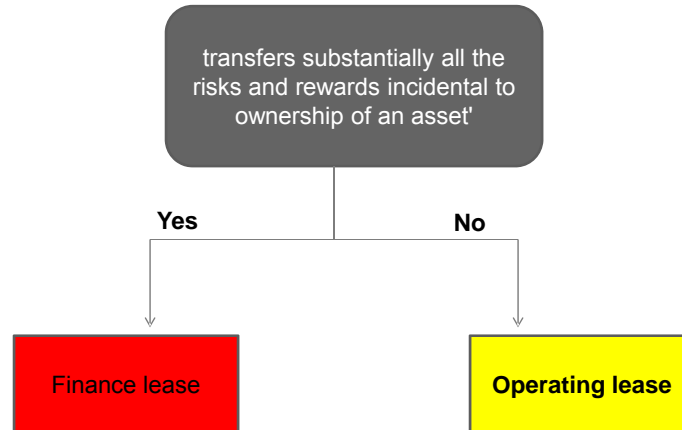 transfers substantially all the
risks and rewards incidental to
ownership of an asset'
Yes
No
Finance lease
Operating lease